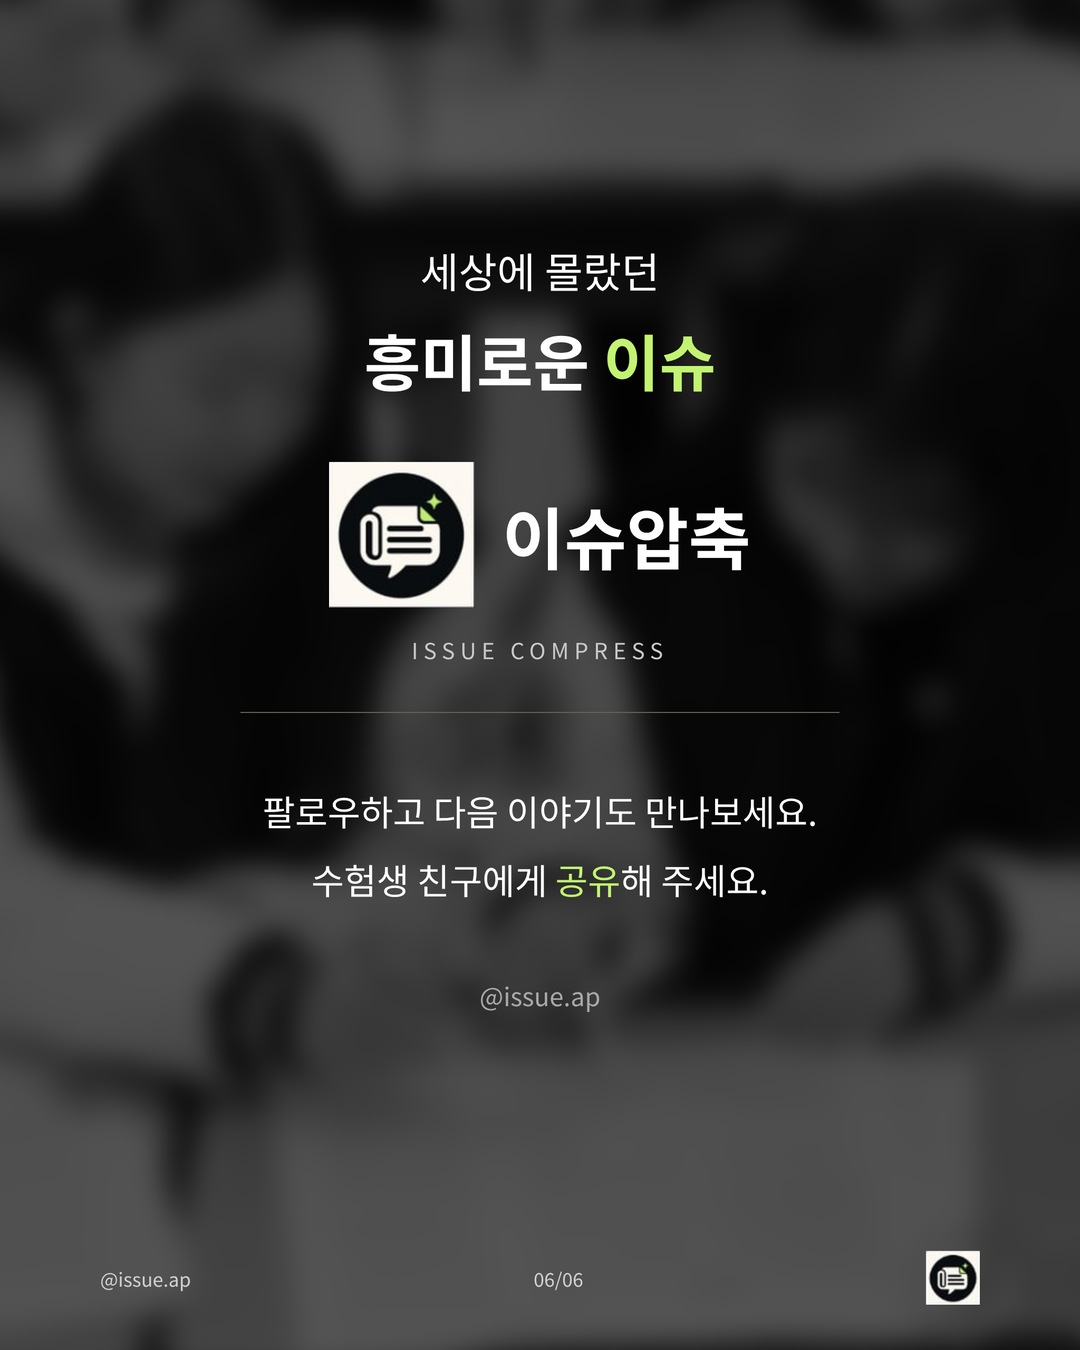 세상에 몰랐던
흥미로운 이슈
이슈압축
ISSUE COMPRESS
팔로우하고 다음 이야기도 만나보세요.
수험생 친구에게 공유해 주세요.
@issue.ap
@issue.ap
06/06